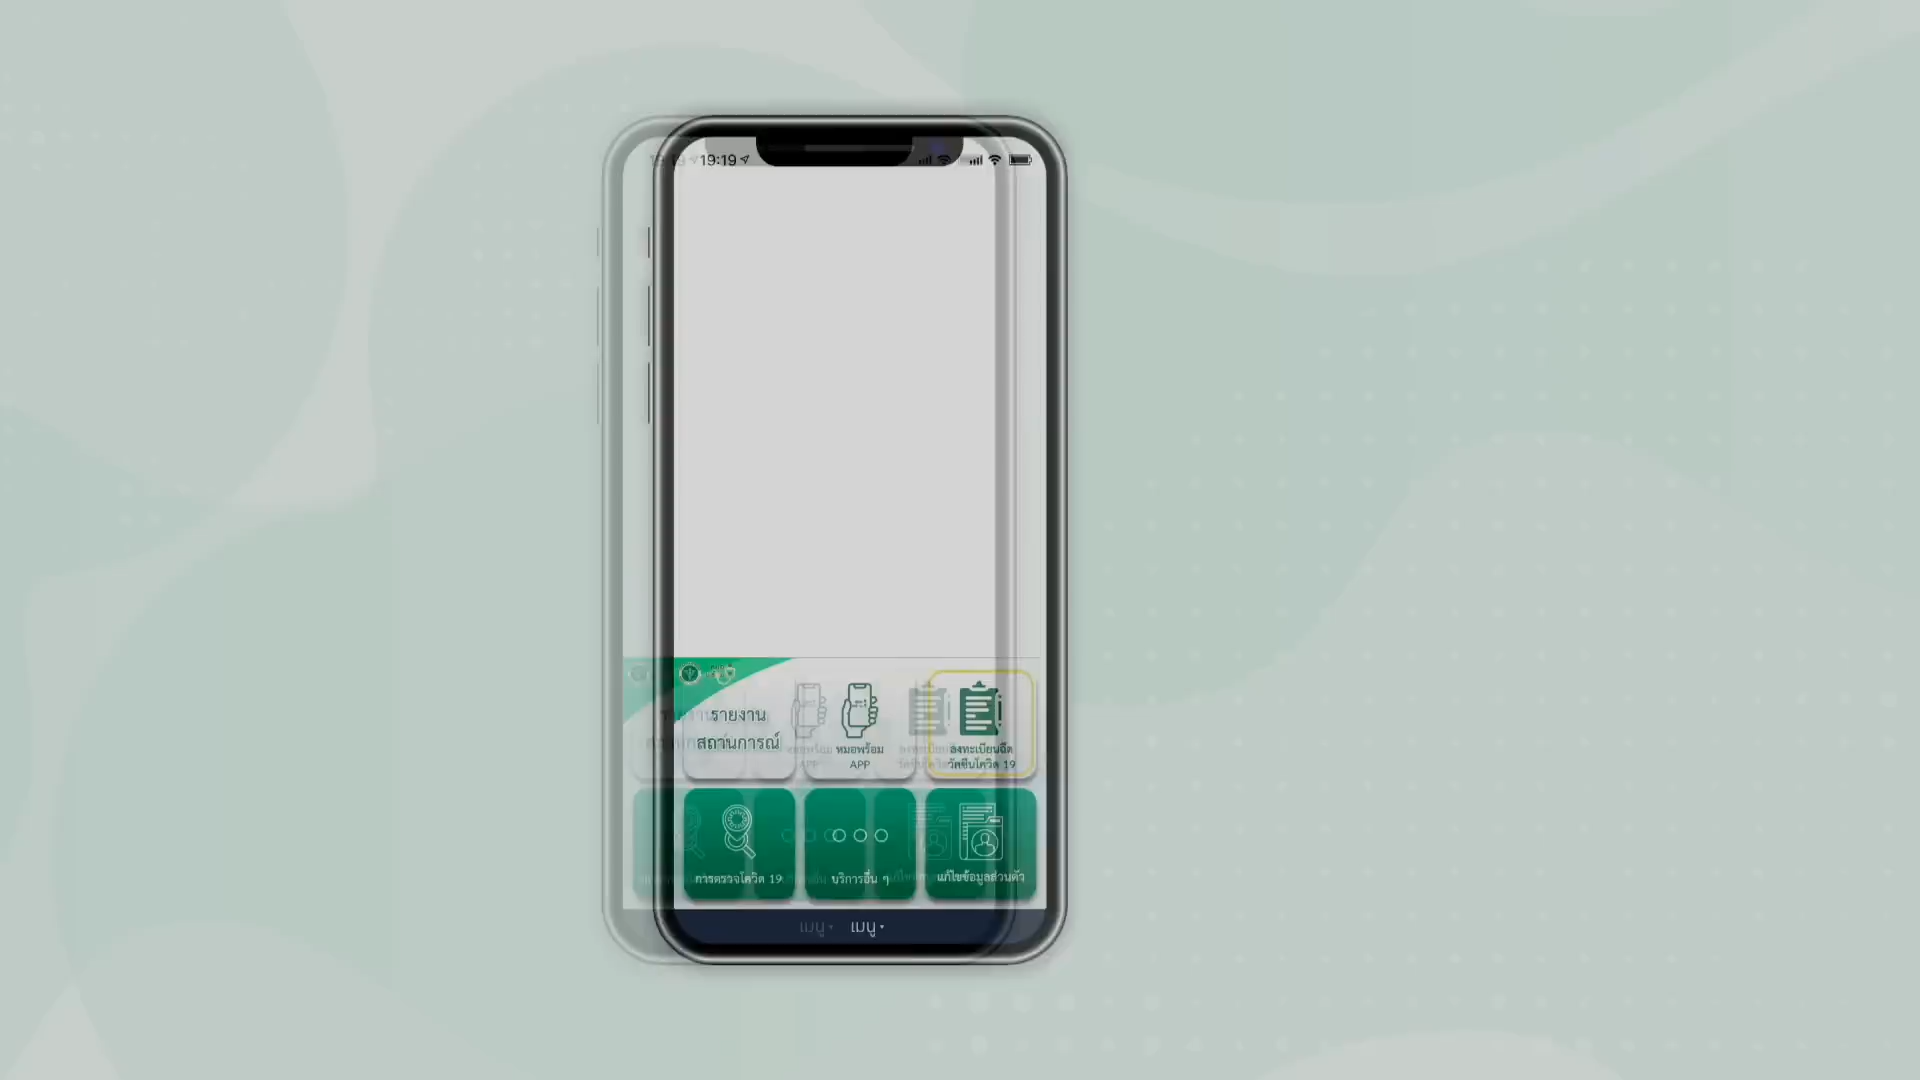 19:19
รายงาน
สถานการณ์
หมอพร้อม
APP
ลงทะเบียนฉีด
วัคซีนโควิด 19
การตรวจโควิด 19
บริการอื่น ๆ
แก้ไขข้อมูลส่วนตัว
เมนู